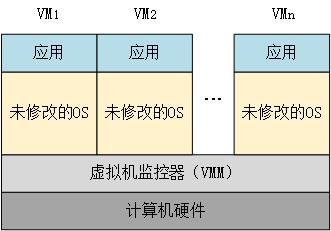 VM1 VM2 VMn
应用 应用 应用
未修改的OS 未修改的OS ... 未修改的OS
虚拟机监控器（VMM）
计算机硬件